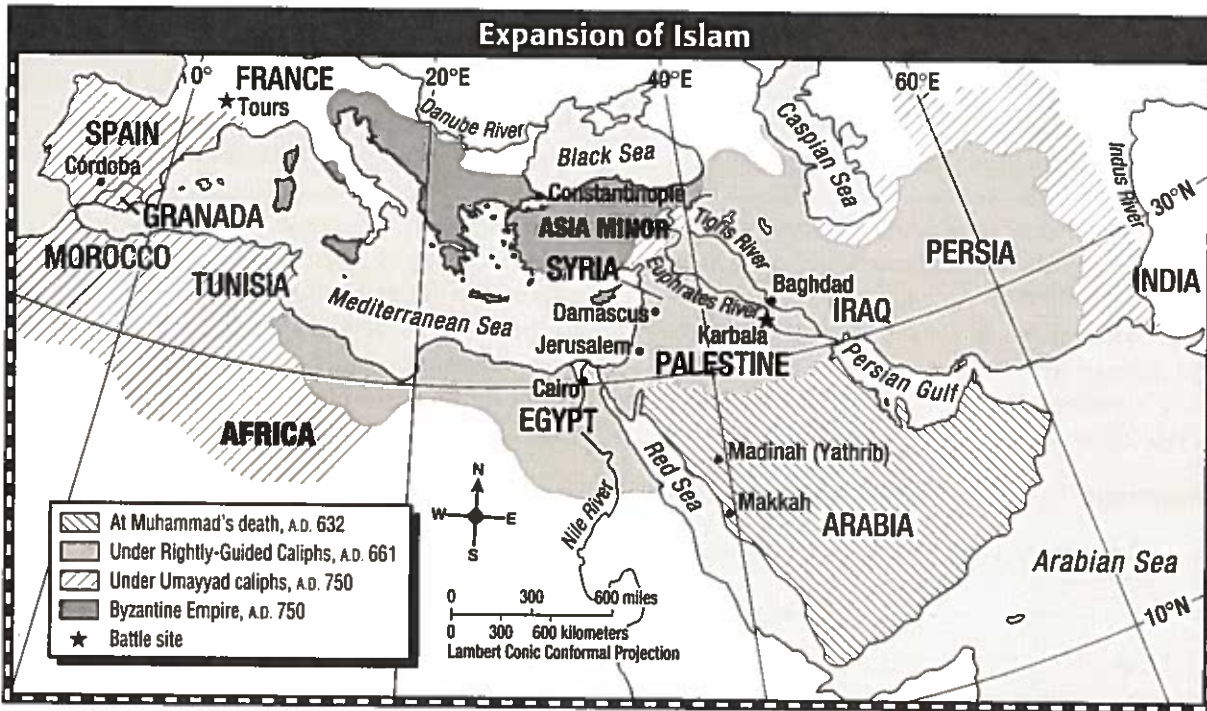 Expansion of Islam
0°
20°E
40°E
60°E
FRANCE
Tours
Danube River
Caspian Sea
SPAIN
Black Sea
Indus River
Córdoba
Constantinople
30°N
GRANADA
ASIA MINOR
Tigris River
MOROCCO
PERSIA
TUNISIA
SYRIA
Euphrates River
Baghdad
INDIA
Mediterranean Sea
Damascus
IRAQ
Karbala
Jerusalem
PALESTINE
Persian Gulf
Cairo
EGYPT
AFRICA
Red Sea
Madinah (Yathrib)
Makkah
ARABIA
Nile River
Arabian Sea
10°N
N
W
E
S
At Muhammad's death, A.D. 632
Under Rightly-Guided Caliphs, A.D. 661
Under Umayyad caliphs, A.D. 750
Byzantine Empire, A.D. 750
Battle site
0 300 600 miles
0 300 600 kilometers
Lambert Conic Conformal Projection